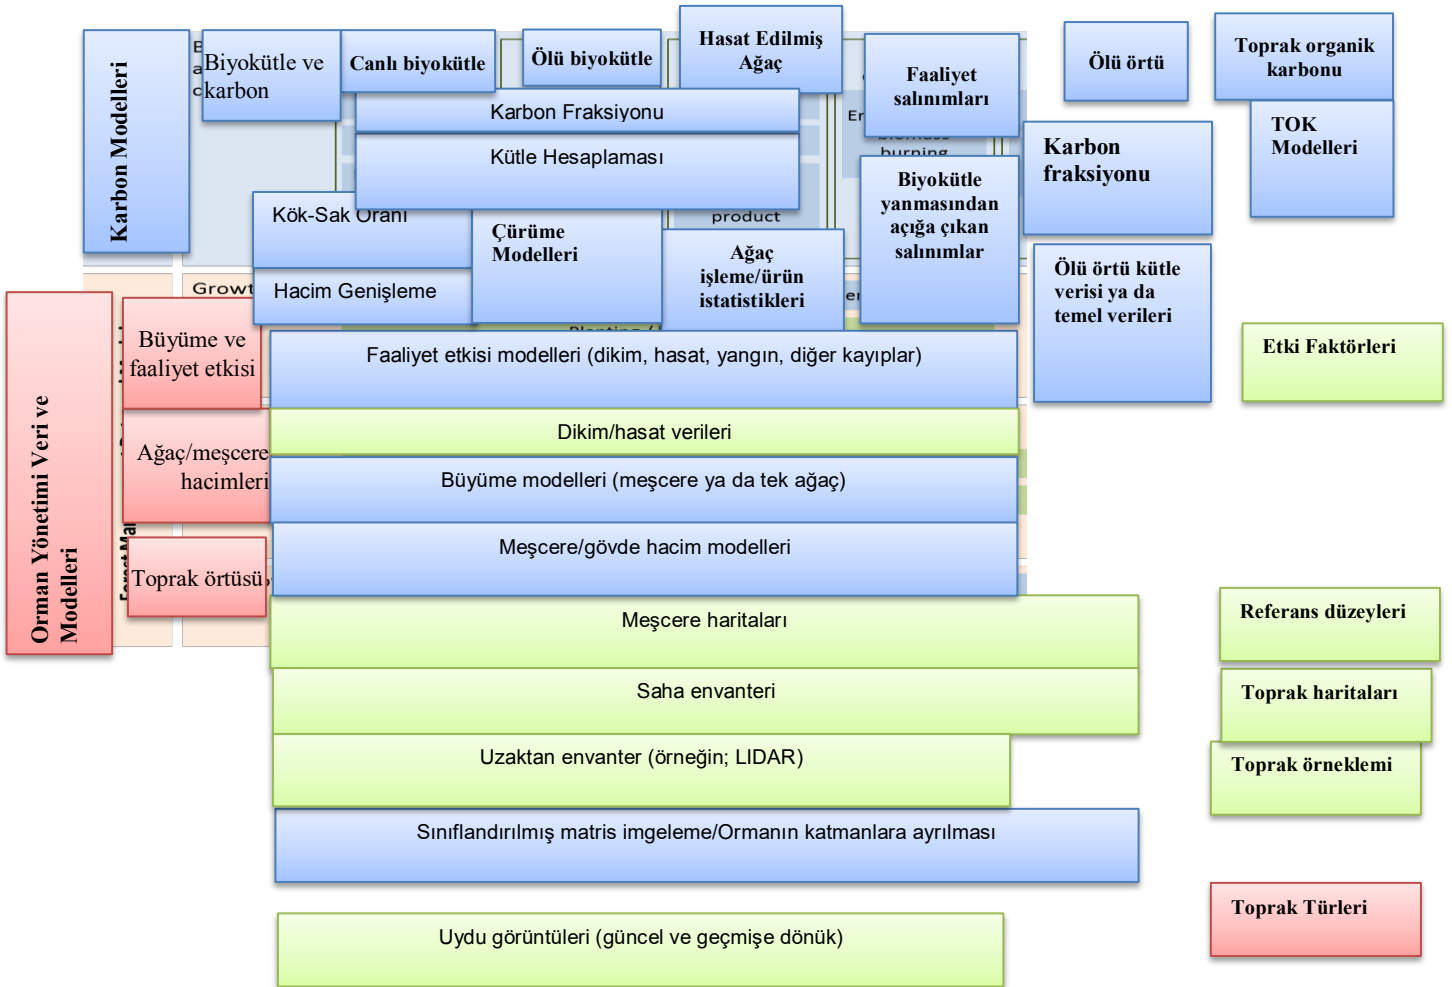 Karbon Modelleri
Biyokütle ve
karbon
Canlı biyokütle
Ölü biyokütle
Hasat Edilmiş
Ağaç
Faaliyet
salınımları
Ölü örtü
Toprak organik
karbonu
Karbon Fraksiyonu
Kütle Hesaplaması
burning
Karbon
fraksiyonu
TOK
Modelleri
Kök-Sak Oranı
Çürüme
Modelleri
product
Ağaç
işleme/ürün
istatistikleri
Biyokütle
yanmasından
açığa çıkan
salınımlar
Ölü örtü kütle
verisi ya da
temel verileri
Hacim Genişleme
Growt
Orman Yönetimi Veri ve
Modelleri
Büyüme ve
faaliyet etkisi
Faaliyet etkisi modelleri (dikim, hasat, yangın, diğer kayıplar)
Etki Faktörleri
Ağaç/meşcere
hacimleri
Dikim/hasat verileri
Büyüme modelleri (meşcere ya da tek ağaç)
Toprak örtüsü
Meşcere/gövde hacim modelleri
Meşcere haritaları
Referans düzeyleri
Saha envanteri
Toprak haritaları
Uzaktan envanter (örneğin; LIDAR)
Toprak örneklemi
Sınıflandırılmış matris imgeleme/Ormanın katmanlara ayrılması
Toprak Türleri
Uydu görüntüleri (güncel ve geçmişe dönük)